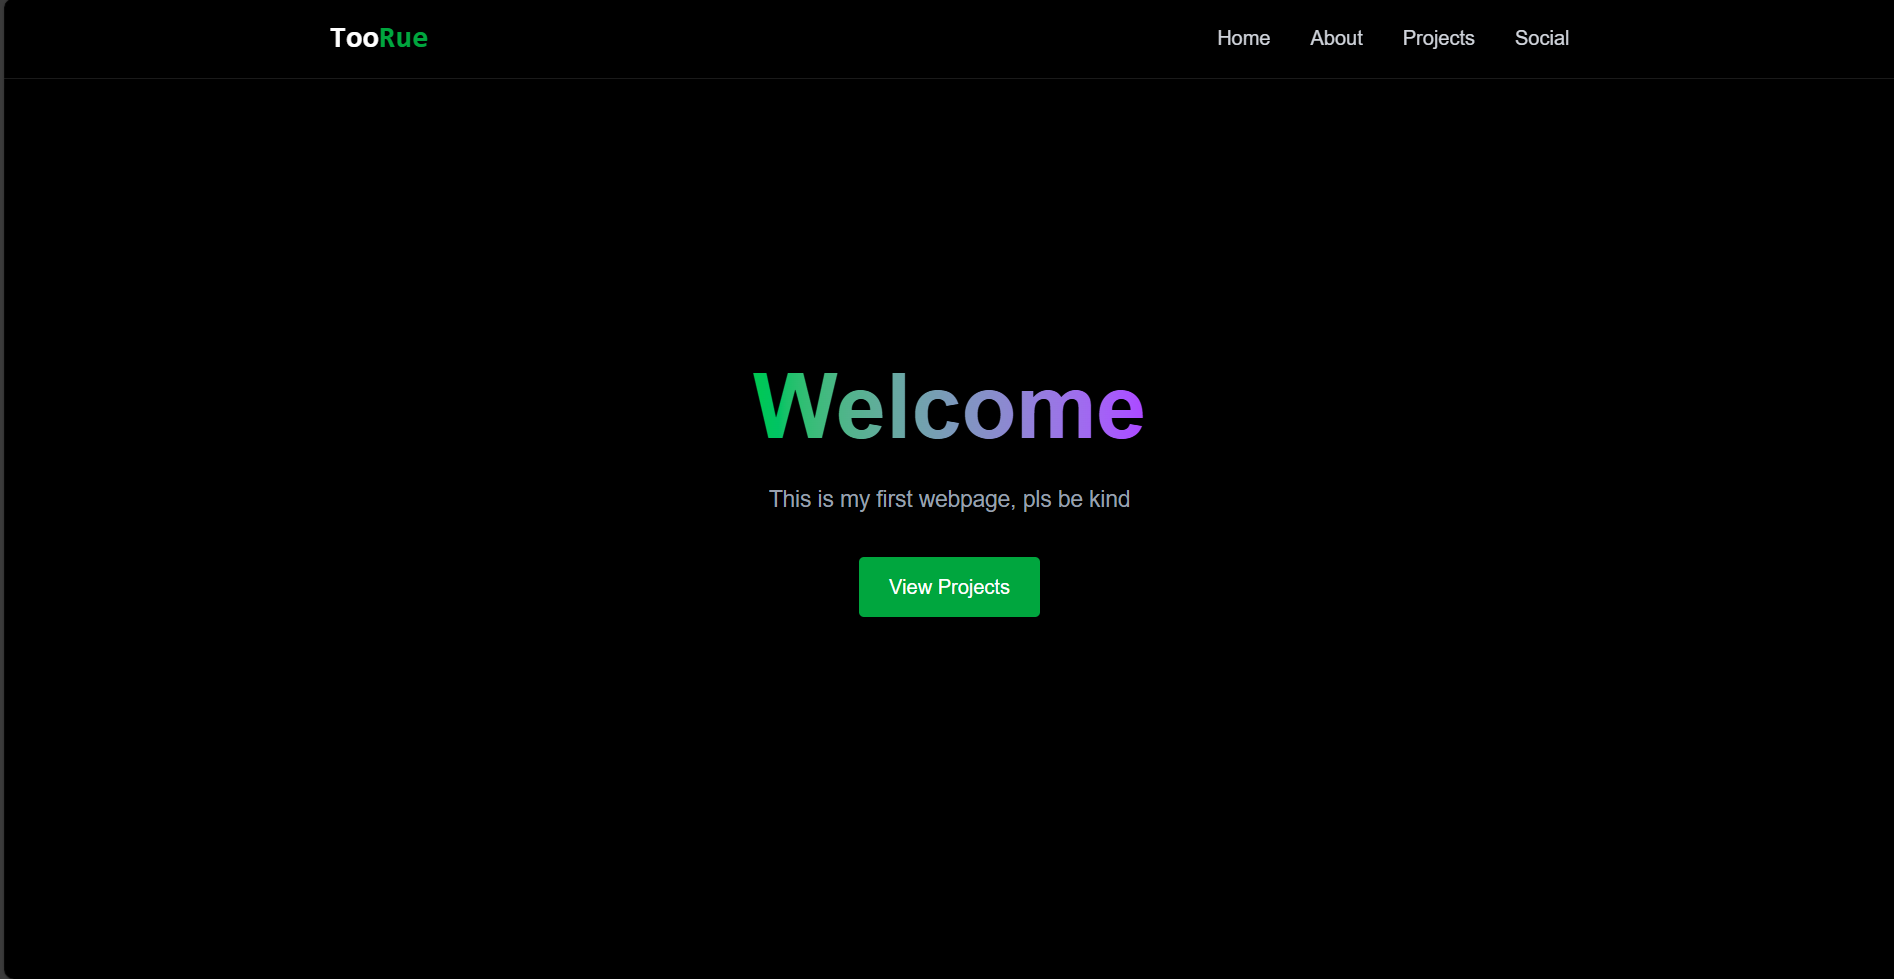 TooRue
Home About Projects Social
Welcome
This is my first webpage, pls be kind
View Projects